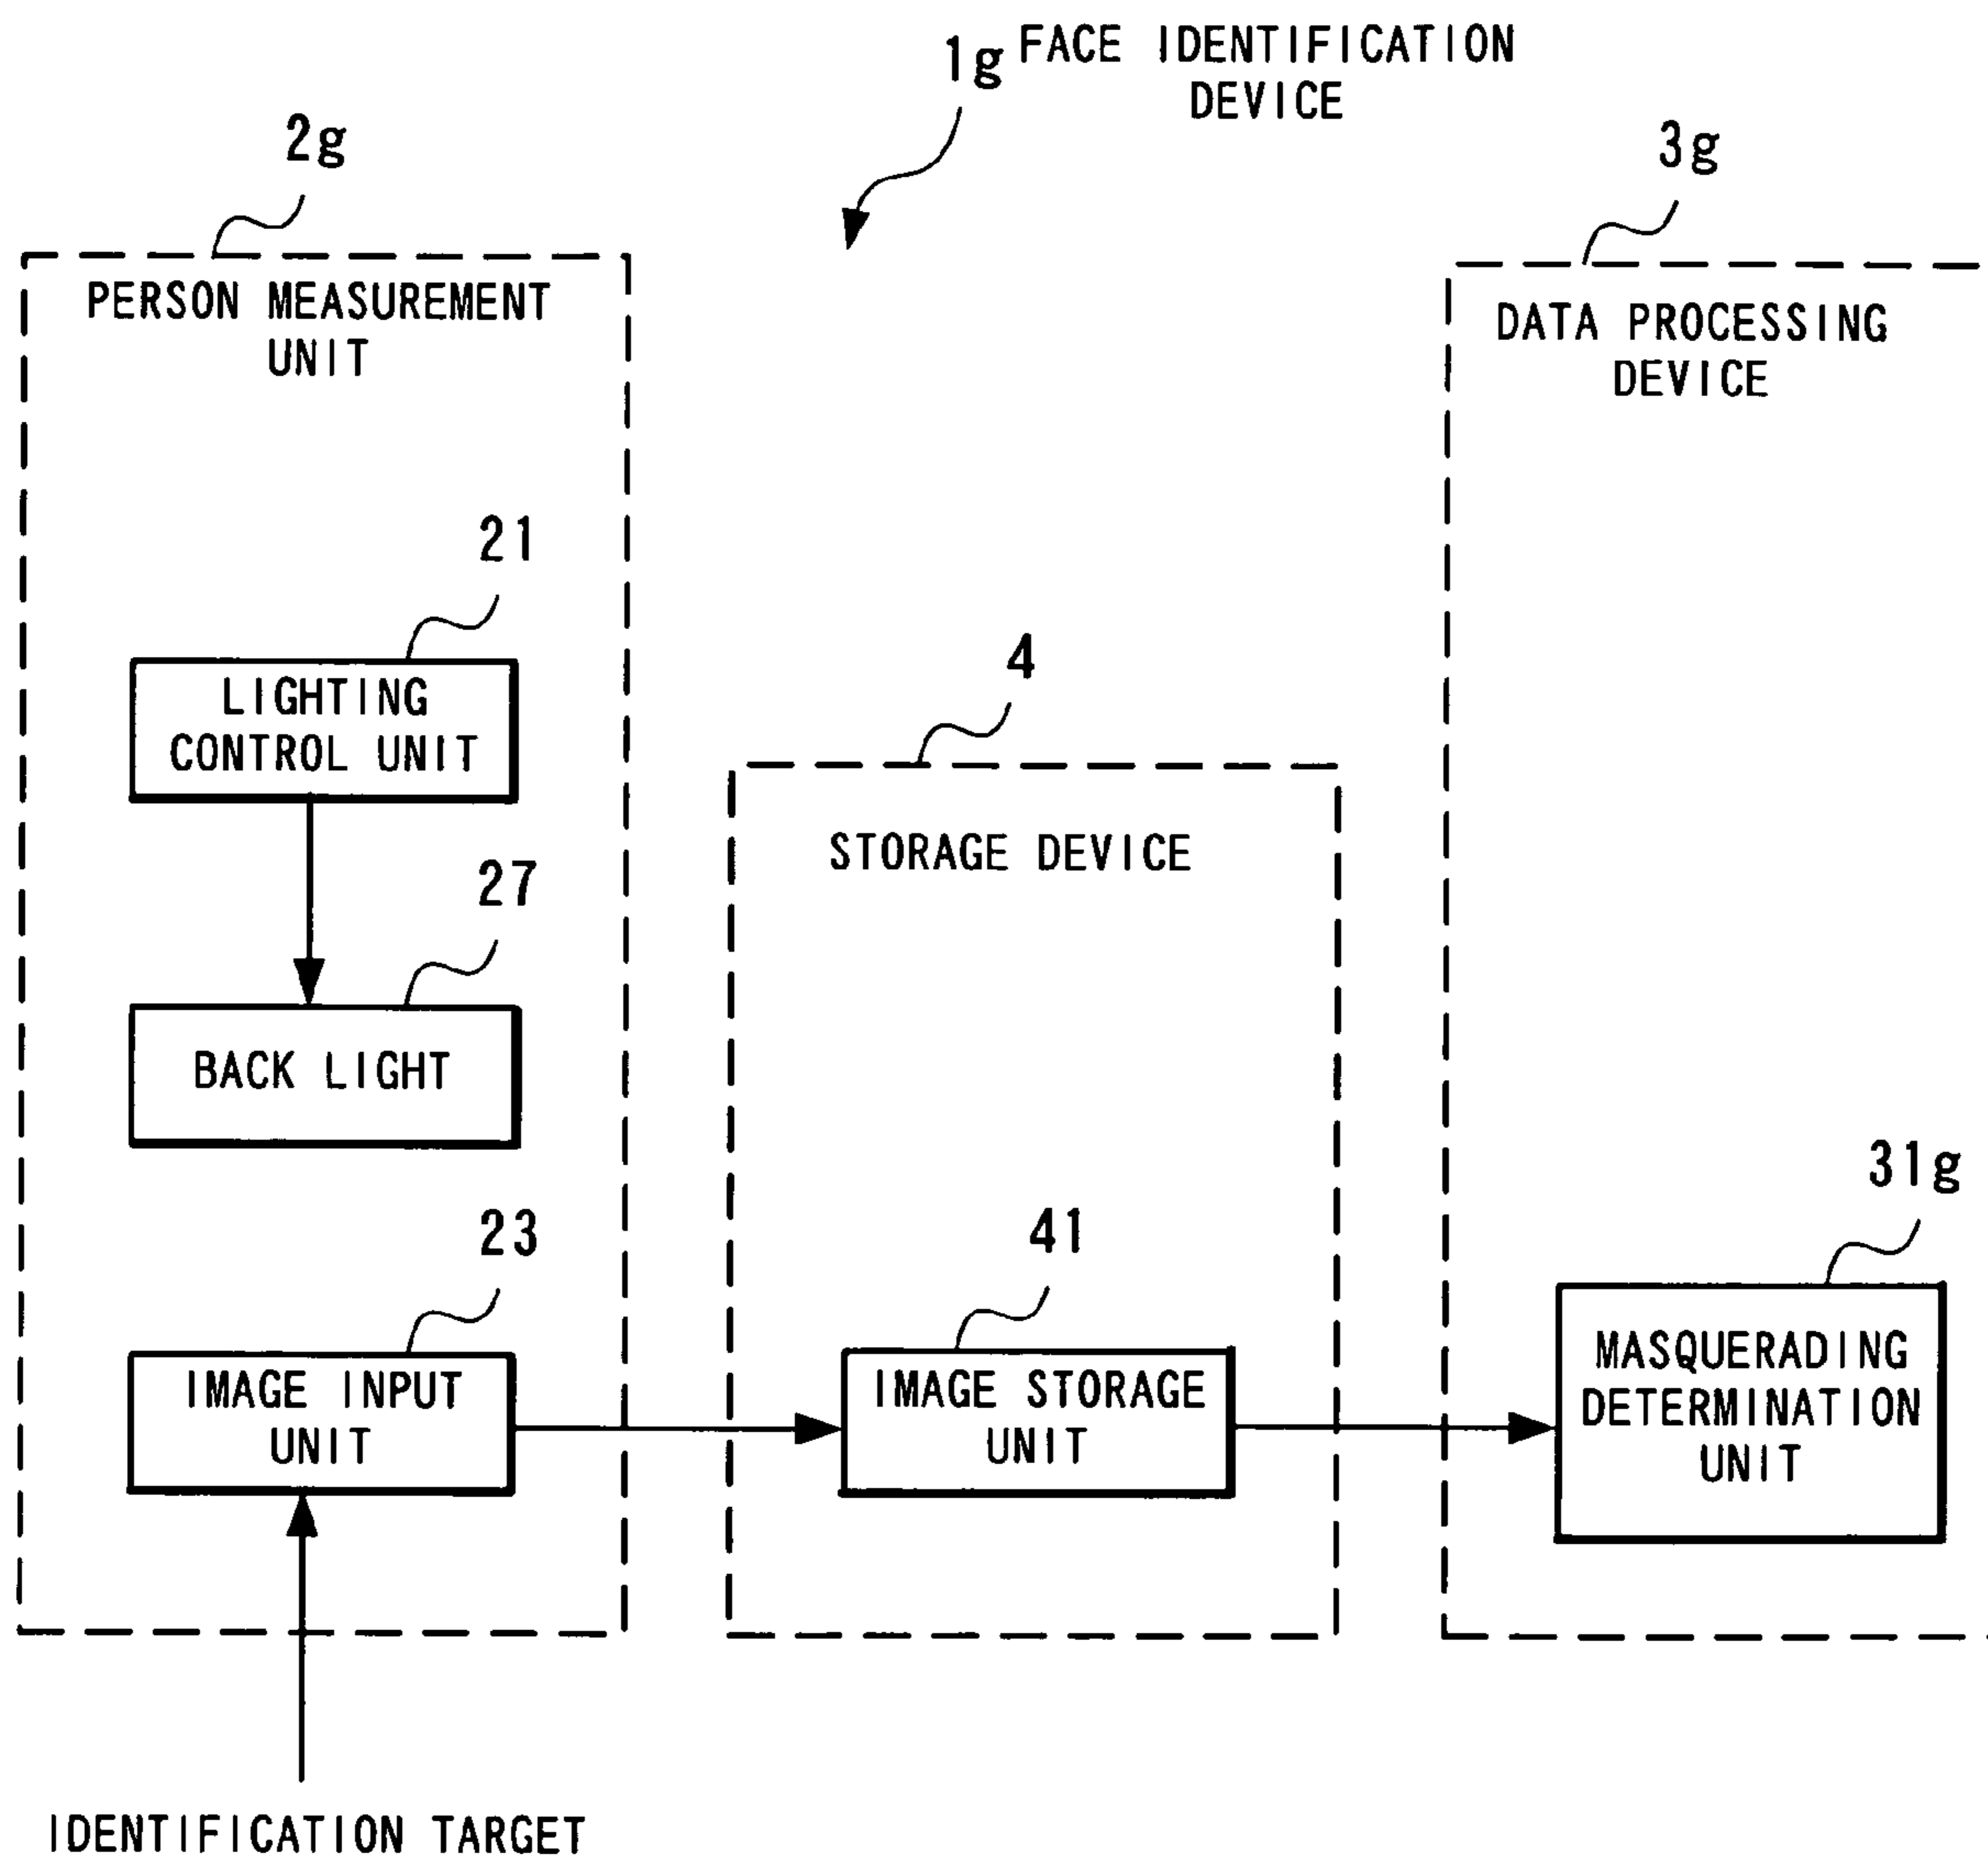 1g FACE IDENTIFICATION
DEVICE
2g
3g
PERSON MEASUREMENT
UNIT
DATA PROCESSING
DEVICE
21
LIGHTING
CONTROL UNIT
4
STORAGE DEVICE
27
BACK LIGHT
31g
23
41
IMAGE INPUT
UNIT
IMAGE STORAGE
UNIT
MASQUERADING
DETERMINATION
UNIT
IDENTIFICATION TARGET